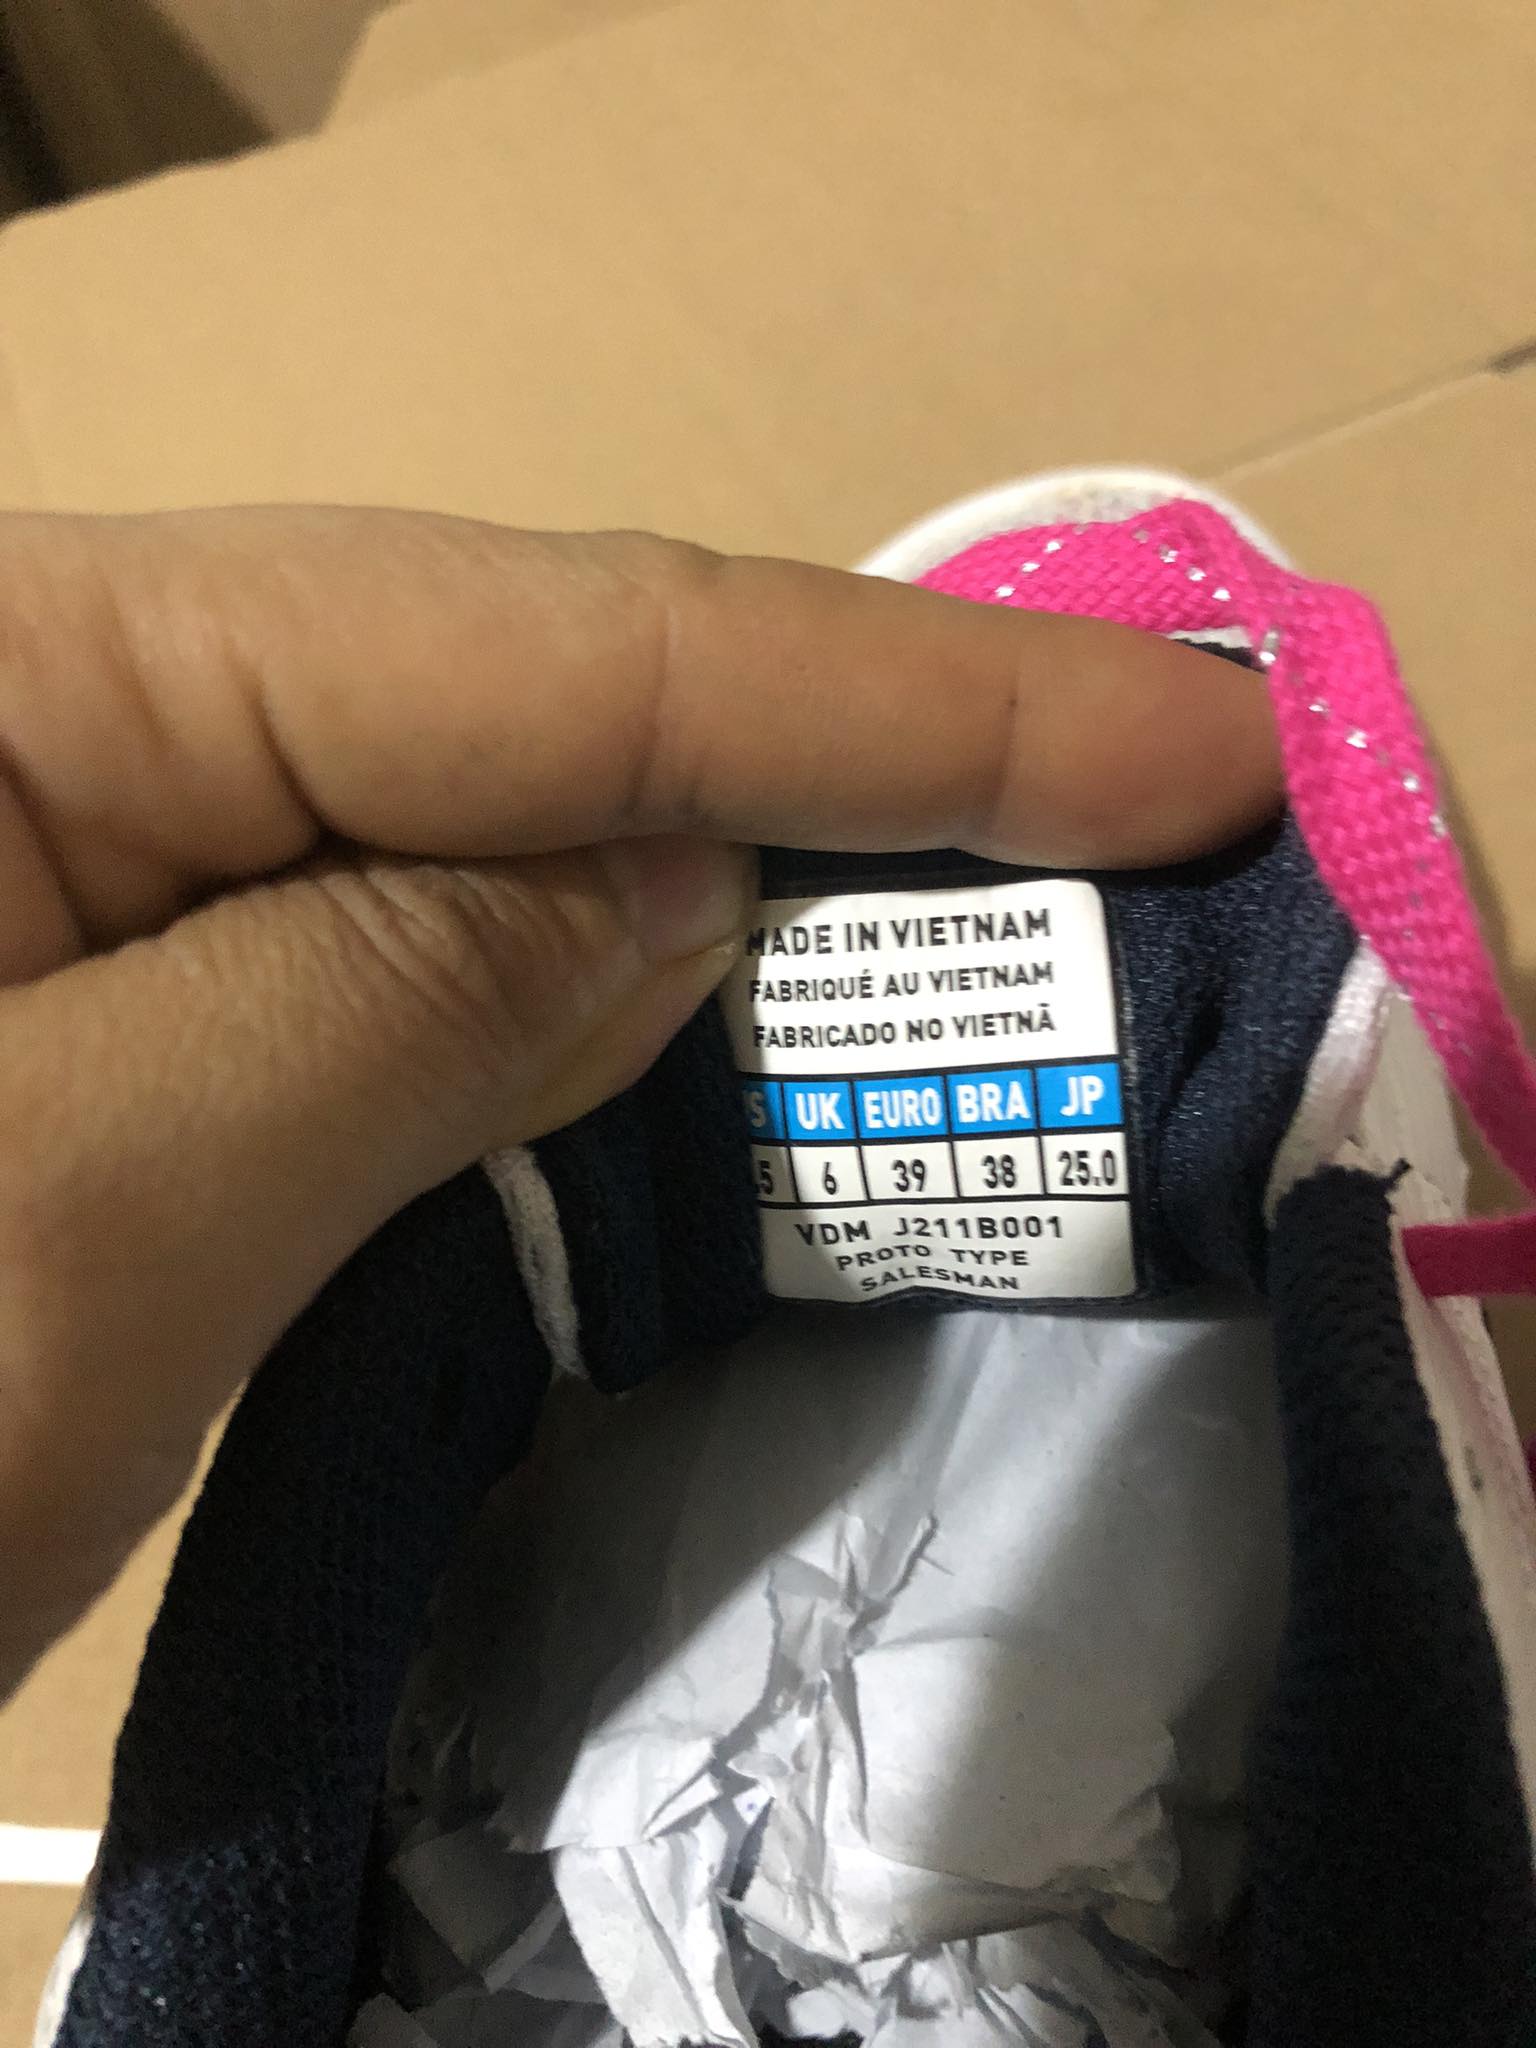 MADE IN VIETNAM
FABRIQUÉ AU VIETNAM
FABRICADO NO VIETNÃ
UK EURO BRA JP
6 39 38 25.0
VDM J211B001
PROTO TYPE
SALESMAN